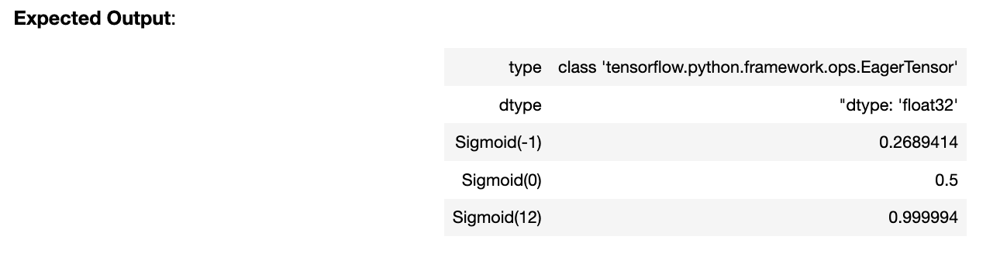 Expected Output:
type class 'tensorflow.python.framework.ops.EagerTensor'
dtype "dtype: 'float32'
Sigmoid(-1) 0.2689414
Sigmoid(0) 0.5
Sigmoid(12) 0.999994